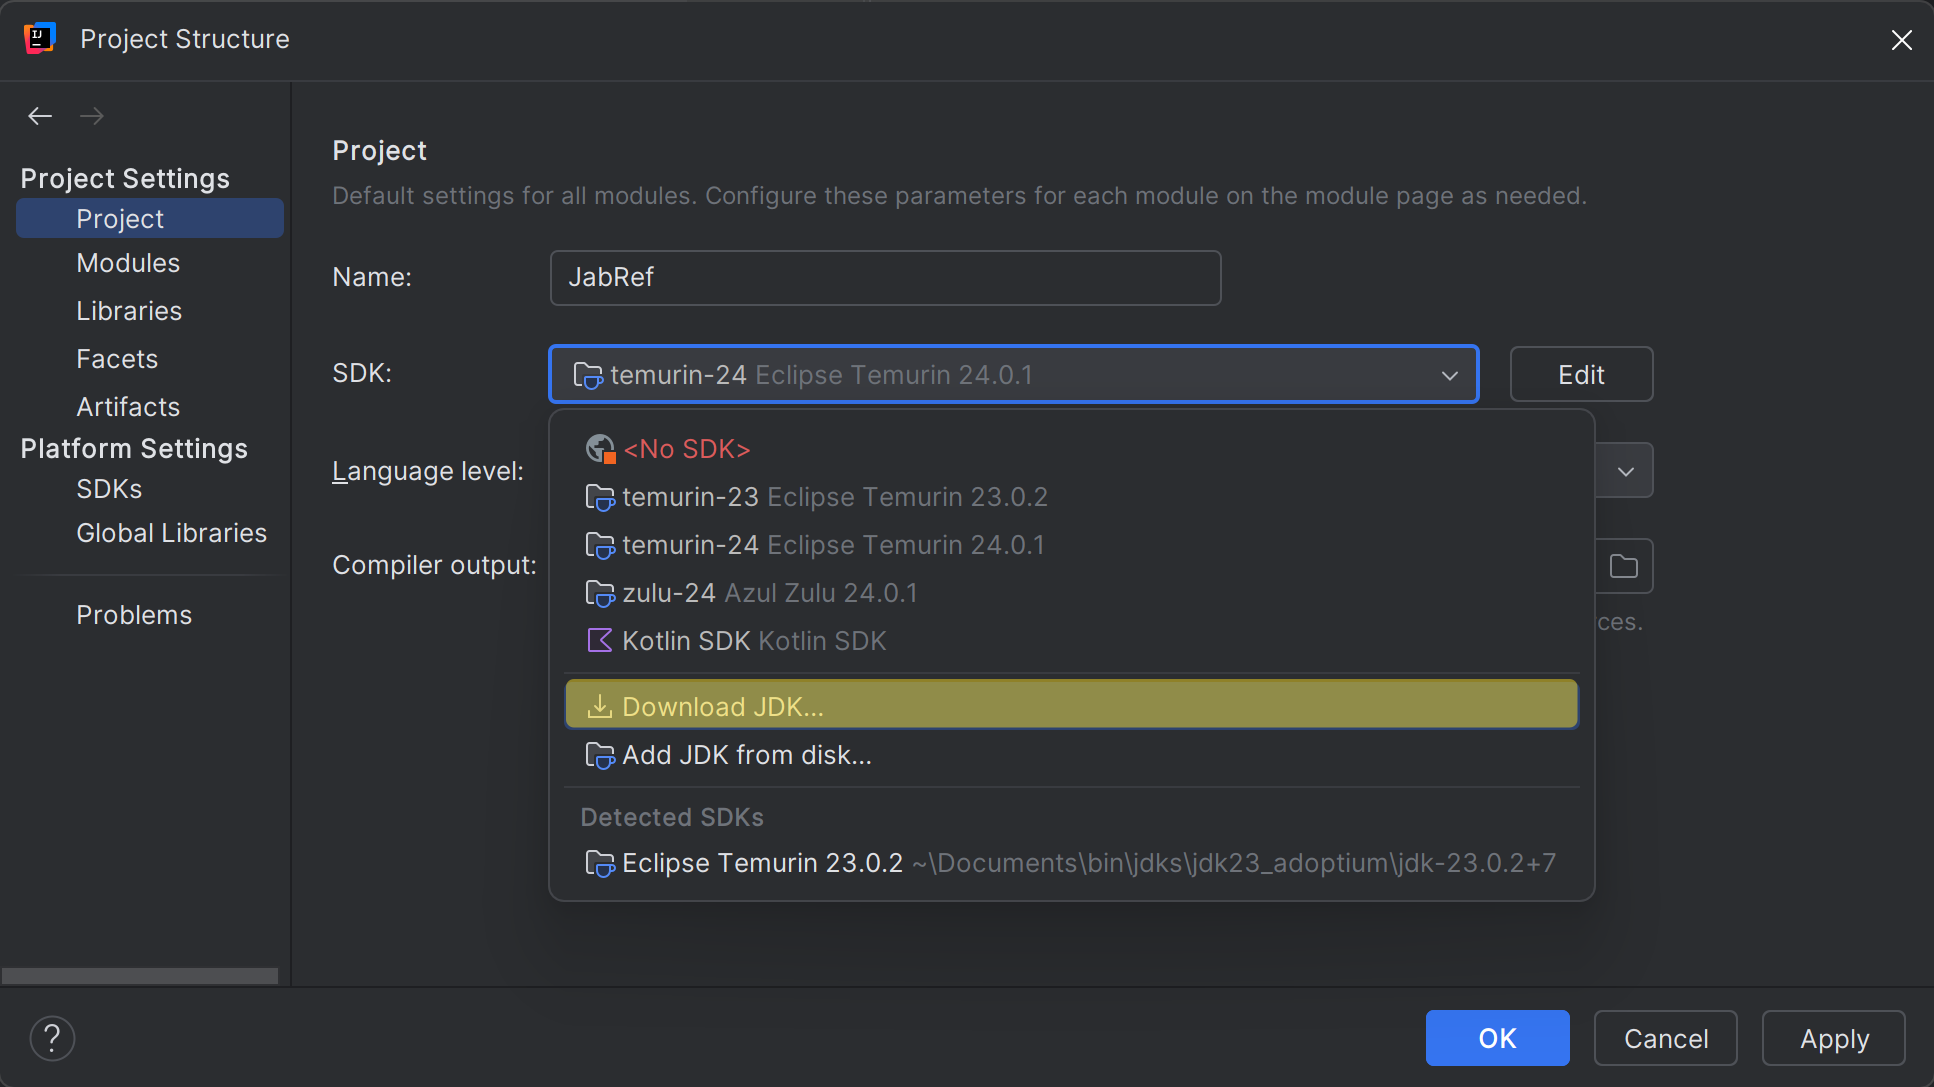 Project Structure
Project Settings
Project
Modules
Libraries
Facets
Artifacts
Platform Settings
SDKs
Global Libraries
Problems
Project
Default settings for all modules. Configure these parameters for each module on the module page as needed.
Name: JabRef
SDK: temurin-24 Eclipse Temurin 24.0.1 Edit
<No SDK>
Language level:
temurin-23 Eclipse Temurin 23.0.2
temurin-24 Eclipse Temurin 24.0.1
Compiler output:
zulu-24 Azul Zulu 24.0.1
ces.
Kotlin SDK Kotlin SDK
Download JDK...
Add JDK from disk...
Detected SDKs
Eclipse Temurin 23.0.2 ~\Documents\bin\jdks\jdk23_adoptium\jdk-23.0.2+7
? OK Cancel Apply